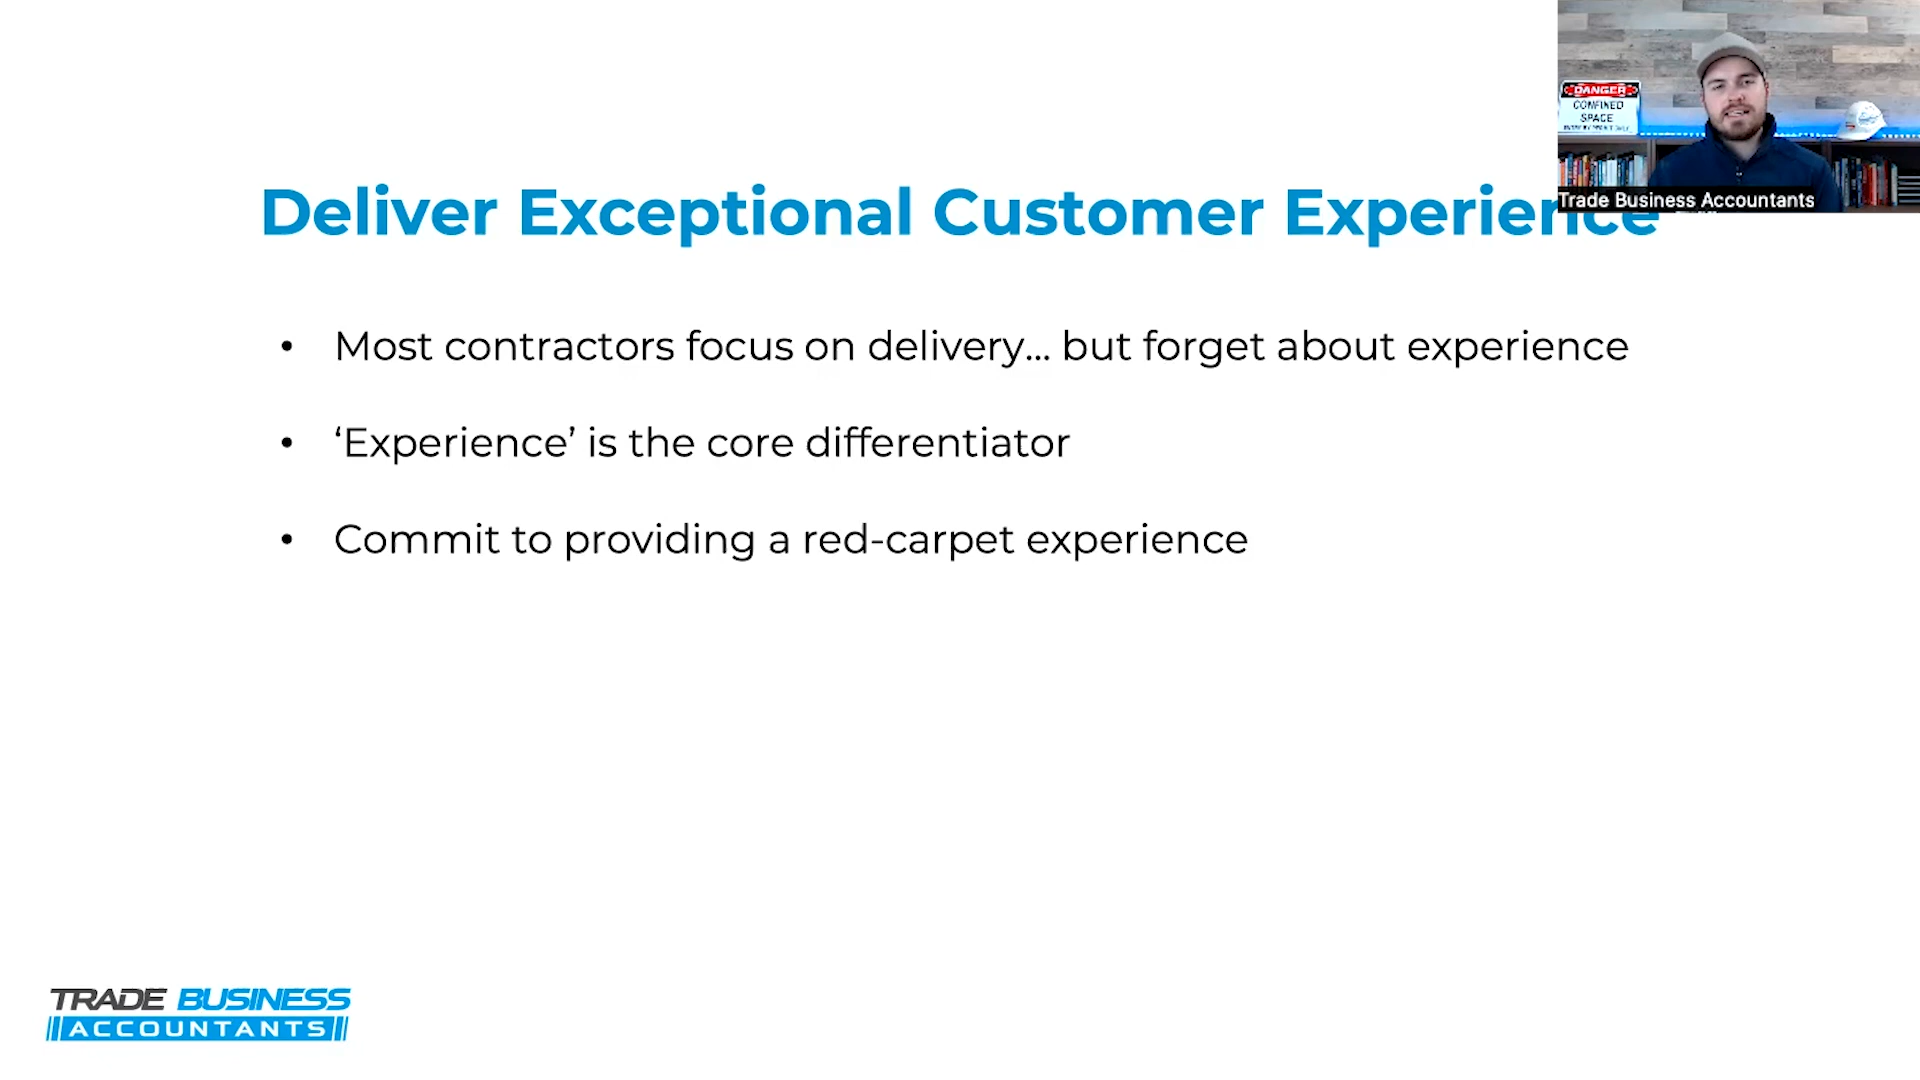 Deliver Exceptional Customer Experience
• Most contractors focus on delivery... but forget about experience
• ‘Experience’ is the core differentiator
• Commit to providing a red-carpet experience
DANGER
CONFINED
SPACE
Trade Business Accountants
TRADE BUSINESS
ACCOUNTANTS